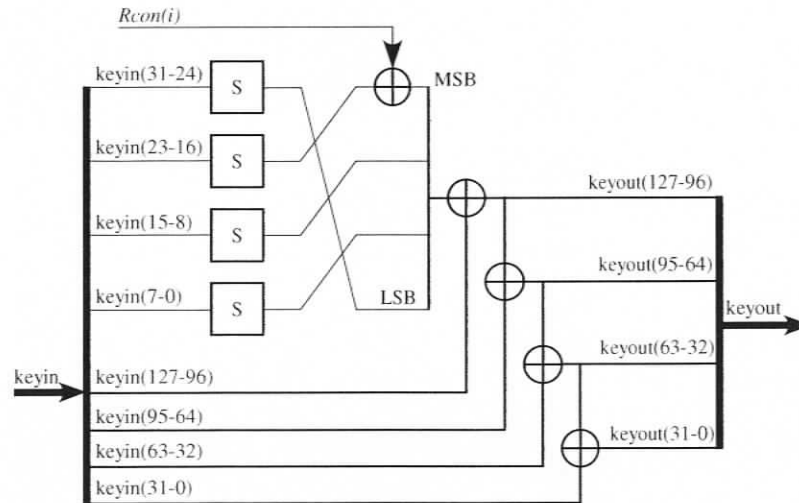 Rcon(i)
keyin(31-24)
S
MSB
keyin(23-16)
S
keyout(127-96)
keyin(15-8)
S
keyout(95-64)
keyin(7-0)
S
LSB
keyout
keyout(63-32)
keyin
keyin(127-96)
keyin(95-64)
keyout(31-0)
keyin(63-32)
keyin(31-0)